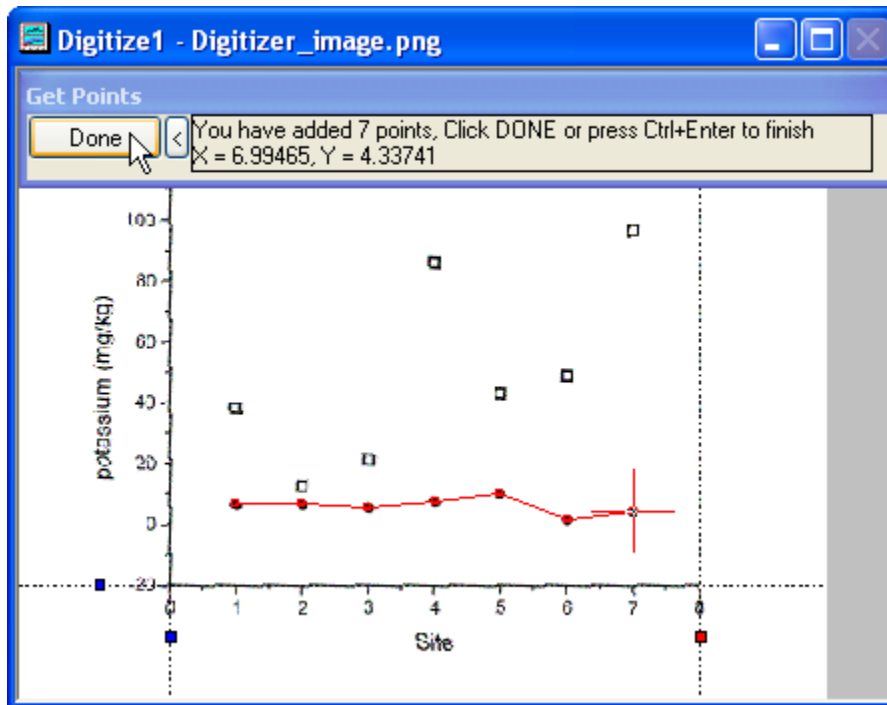 Digitize1 - Digitizer_image.png
Get Points
Done
<
You have added 7 points, Click DONE or press Ctrl+Enter to finish
X = 6.99465, Y = 4.33741
100
80
60
40
20
0
potassium (mg/kg)
0 1 2 3 4 5 6 7 8
Site